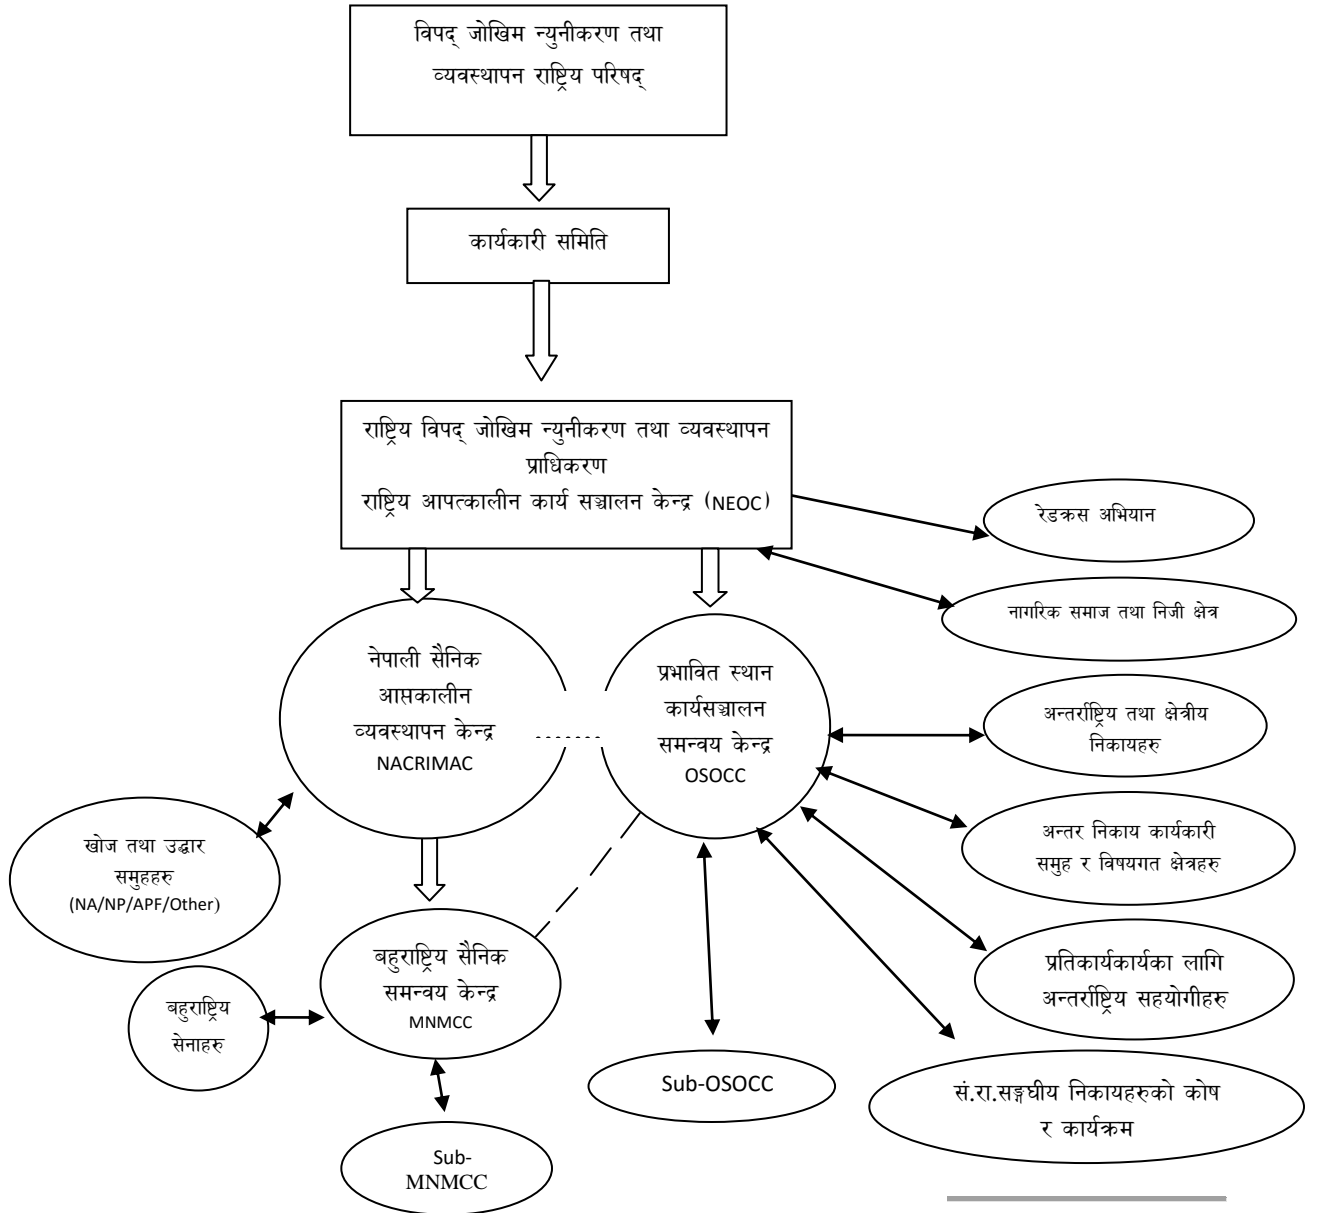 विपद् जोखिम न्युनीकरण तथा
व्यवस्थापन राष्ट्रिय परिषद्
कार्यकारी समिति
राष्ट्रिय विपद् जोखिम न्युनीकरण तथा व्यवस्थापन
प्राधिकरण
राष्ट्रिय आपत्कालीन कार्य सञ्चालन केन्द्र (NEOC)
रेडक्रस अभियान
नागरिक समाज तथा निजी क्षेत्र
नेपाली सैनिक
आप्तकालीन
व्यवस्थापन केन्द्र
NACRIMAC
प्रभावित स्थान
कार्यसञ्चालन
समन्वय केन्द्र
OSOCC
अन्तर्राष्ट्रिय तथा क्षेत्रीय
निकायहरु
खोज तथा उद्धार
समुहहरु
(NA/NP/APF/Other)
अन्तर निकाय कार्यकारी
समुह र विषयगत क्षेत्रहरु
बहुराष्ट्रिय सैनिक
समन्वय केन्द्र
MNMCC
प्रतिकार्यकार्यका लागि
अन्तर्राष्ट्रिय सहयोगीहरु
बहुराष्ट्रिय
सेनाहरु
Sub-OSOCC
सं.रा.सङ्घीय निकायहरुको कोष
र कार्यक्रम
Sub-
MNMCC